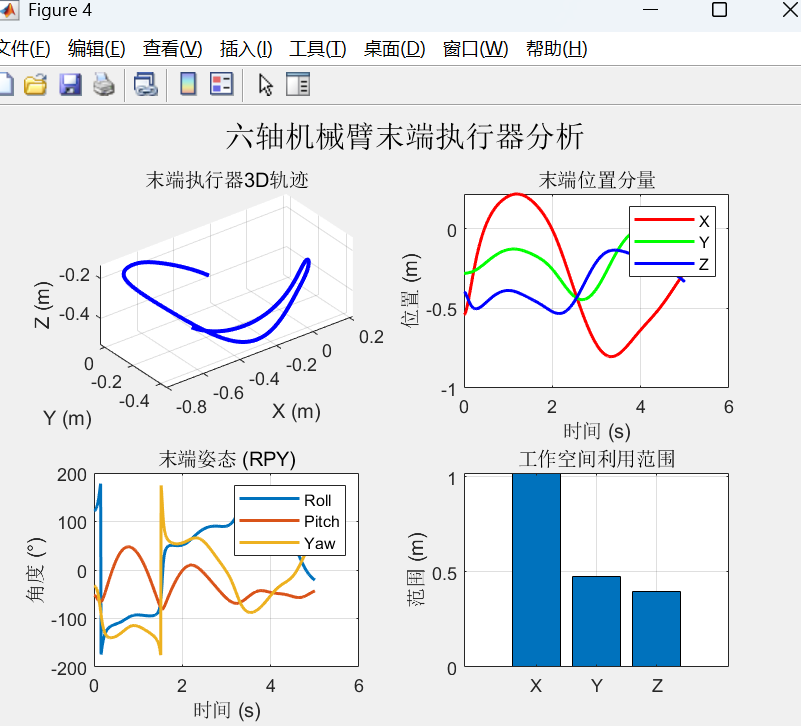 Figure 4
文件(F) 编辑(E) 查看(V) 插入(I) 工具(T) 桌面(D) 窗口(W) 帮助(H)
六轴机械臂末端执行器分析
末端执行器3D轨迹
-0.2
-0.4
Z (m)
0
-0.2
-0.4
Y (m)
-0.8
-0.6
-0.4
-0.2
0
0.2
X (m)
末端位置分量
0
-0.5
-1
位置 (m)
X
Y
Z
0 2 4 6
时间 (s)
末端姿态 (RPY)
200
100
0
-100
-200
角度 (°)
Roll
Pitch
Yaw
0 2 4 6
时间 (s)
工作空间利用范围
1
0.5
0
范围 (m)
X Y Z